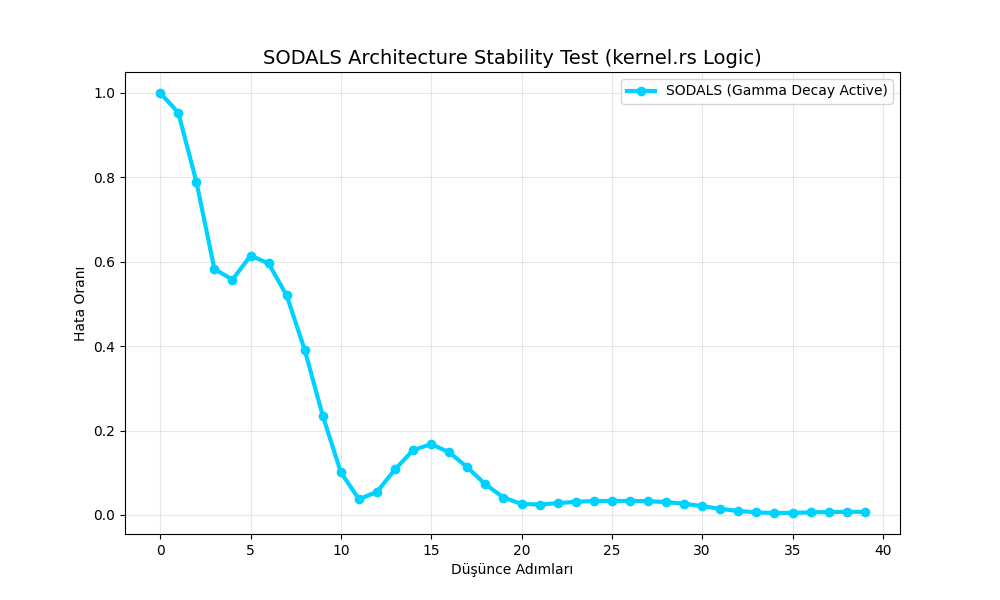 SODALS Architecture Stability Test (kernel.rs Logic)
SODALS (Gamma Decay Active)
1.0
0.8
0.6
0.4
0.2
0.0
Hata Oranı
0 5 10 15 20 25 30 35 40
Düşünce Adımları